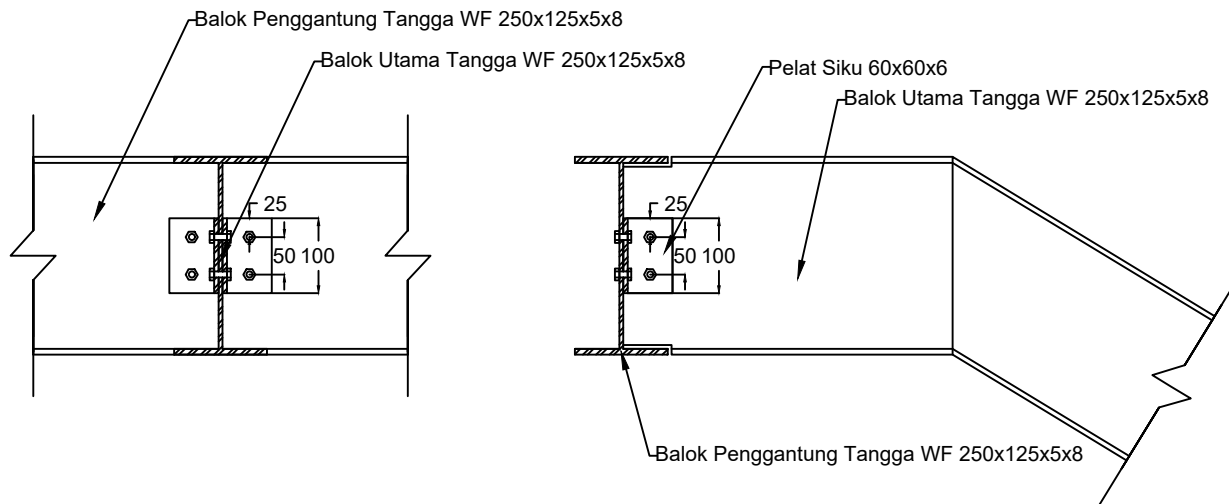 Balok Penggantung Tangga WF 250x125x5x8
Balok Utama Tangga WF 250x125x5x8
25
50 100
Pelat Siku 60x60x6
Balok Utama Tangga WF 250x125x5x8
25
50 100
Balok Penggantung Tangga WF 250x125x5x8